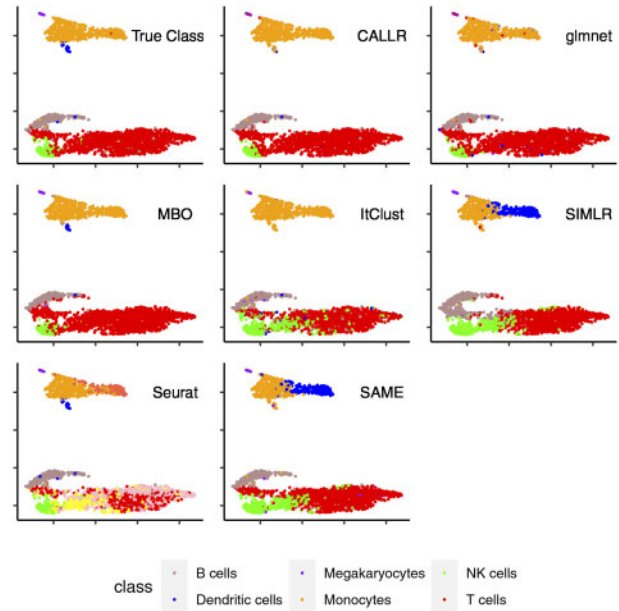 True Class
CALLR
glmnet
MBO
ItClust
SIMLR
Seurat
SAME
class
B cells
Megakaryocytes
NK cells
Dendritic cells
Monocytes
T cells